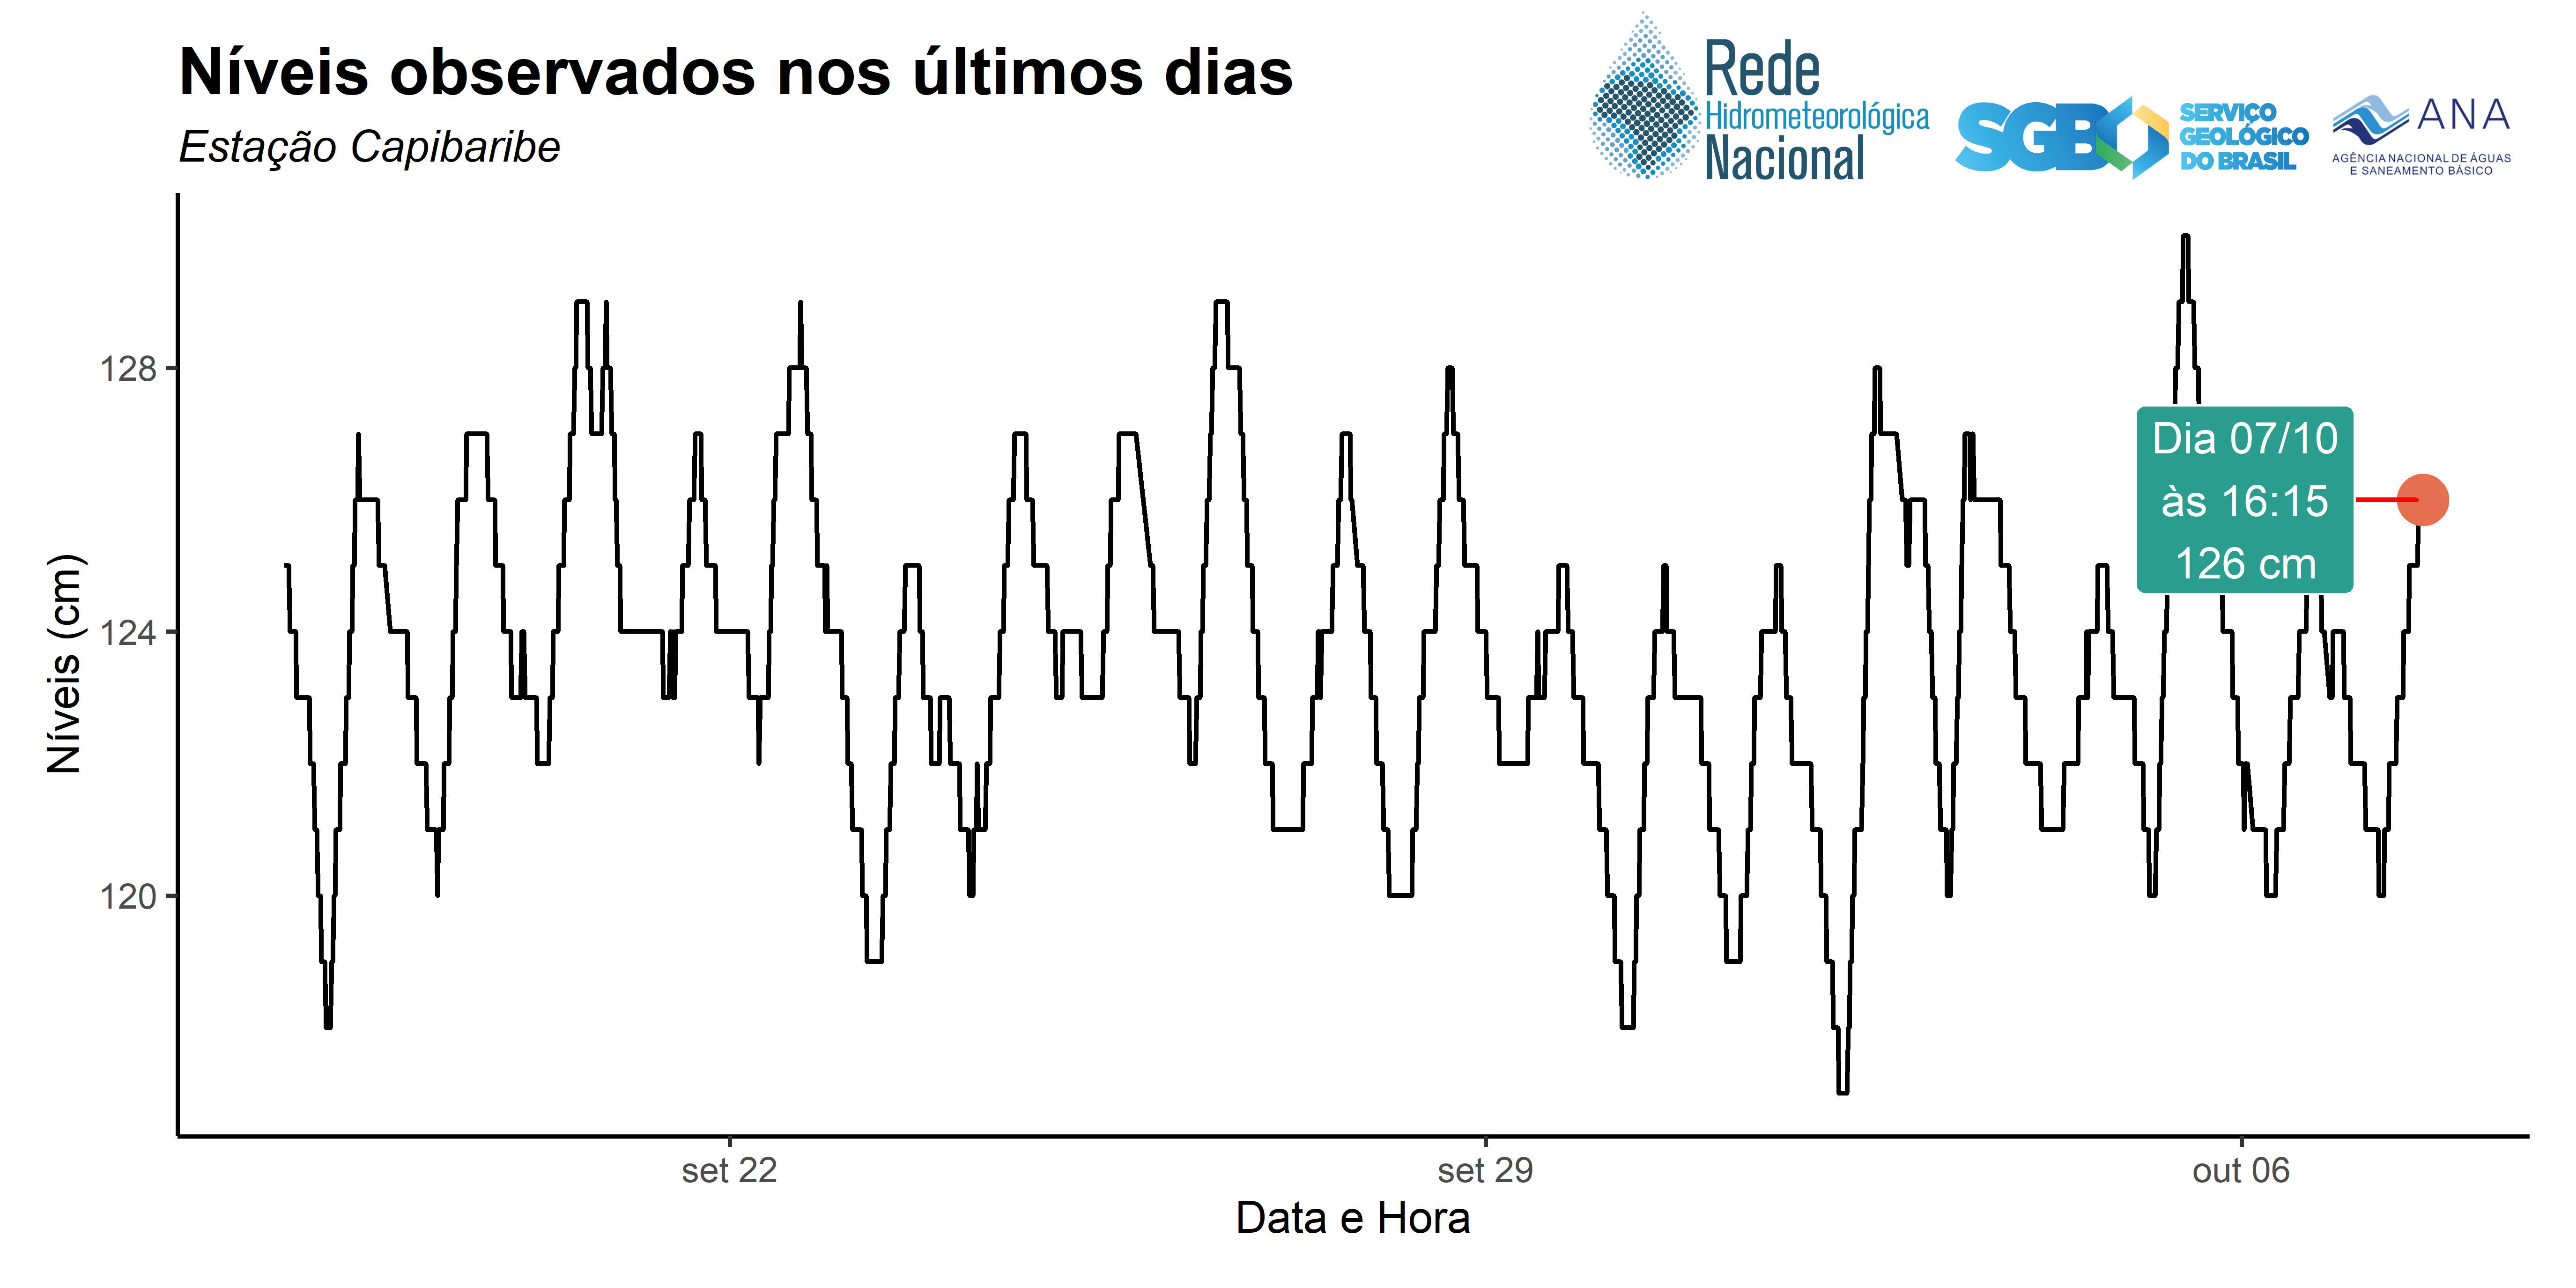 Níveis observados nos últimos dias
Estação Capibaribe
Rede
Hidrometeorológica
Nacional
SGB
SERVIÇO
GEOLÓGICO
DO BRASIL
ANA
AGÊNCIA NACIONAL DE ÁGUAS
E SANEAMENTO BÁSICO
Níveis (cm)
128
124
120
Dia 07/10
às 16:15
126 cm
set 22
set 29
out 06
Data e Hora